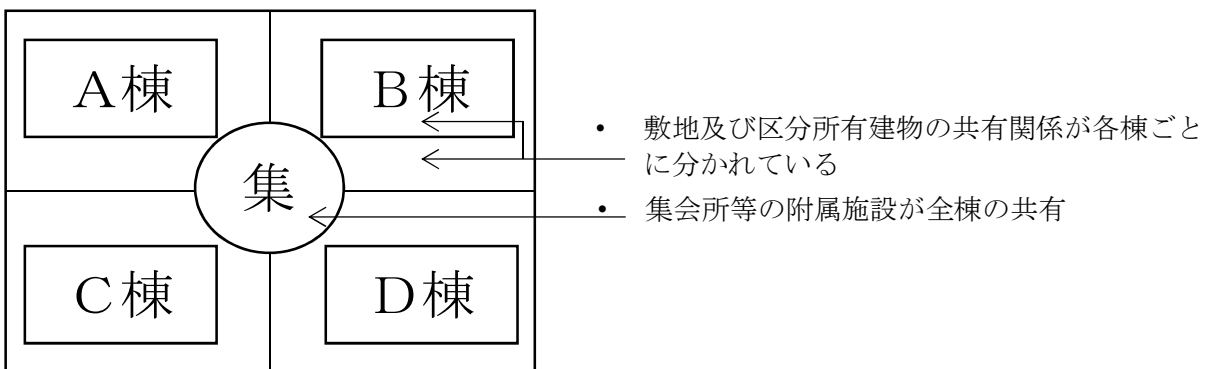 A棟
B棟
集
C棟
D棟
・ 敷地及び区分所有建物の共有関係が各棟ごと
に分かれている
・ 集会所等の附属施設が全棟の共有